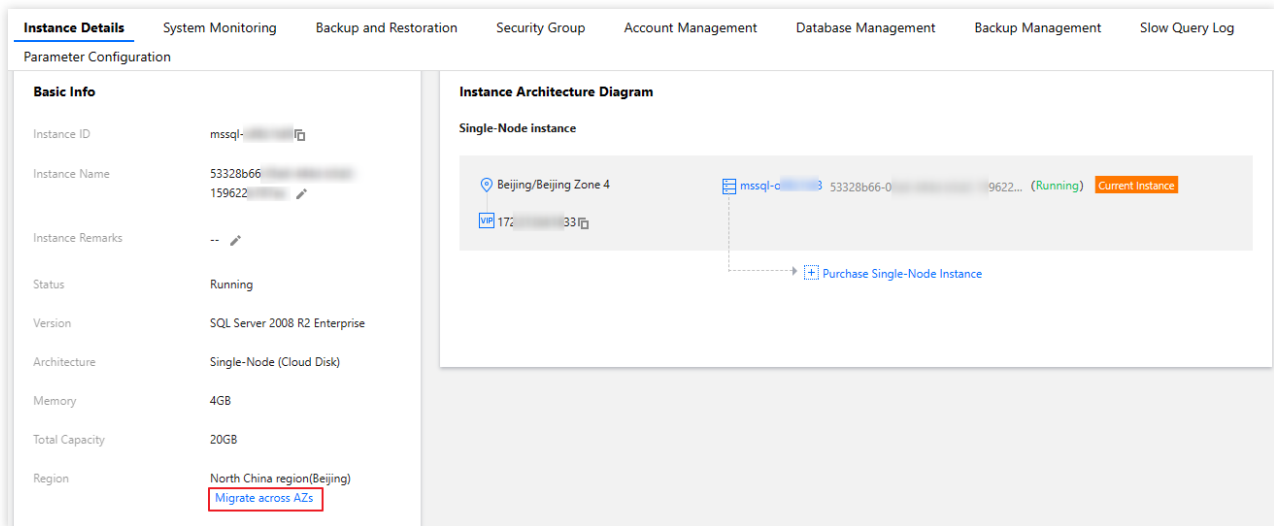 Instance Details System Monitoring Backup and Restoration Security Group Account Management Database Management Backup Management Slow Query Log
Parameter Configuration
Basic Info
Instance ID mssql-
Instance Name 53328b66
159622
Instance Remarks --
Status Running
Version SQL Server 2008 R2 Enterprise
Architecture Single-Node (Cloud Disk)
Memory 4GB
Total Capacity 20GB
Region North China region(Beijing)
Migrate across AZs
Instance Architecture Diagram
Single-Node instance
Beijing/Beijing Zone 4 mssql-o 3 53328b66-0 9622... (Running) Current Instance
VIP 172 33
Purchase Single-Node Instance